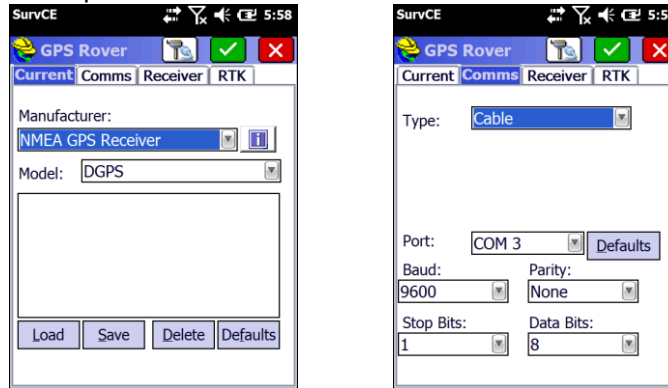 SurvCE 5:58
GPS Rover
Current Comms Receiver RTK
Manufacturer:
NMEA GPS Receiver
Model: DGPS
Load Save Delete Defaults
SurvCE 5:5
GPS Rover
Current Comms Receiver RTK
Type: Cable
Port: COM 3 Defaults
Baud: Parity:
9600 None
Stop Bits: Data Bits:
1 8